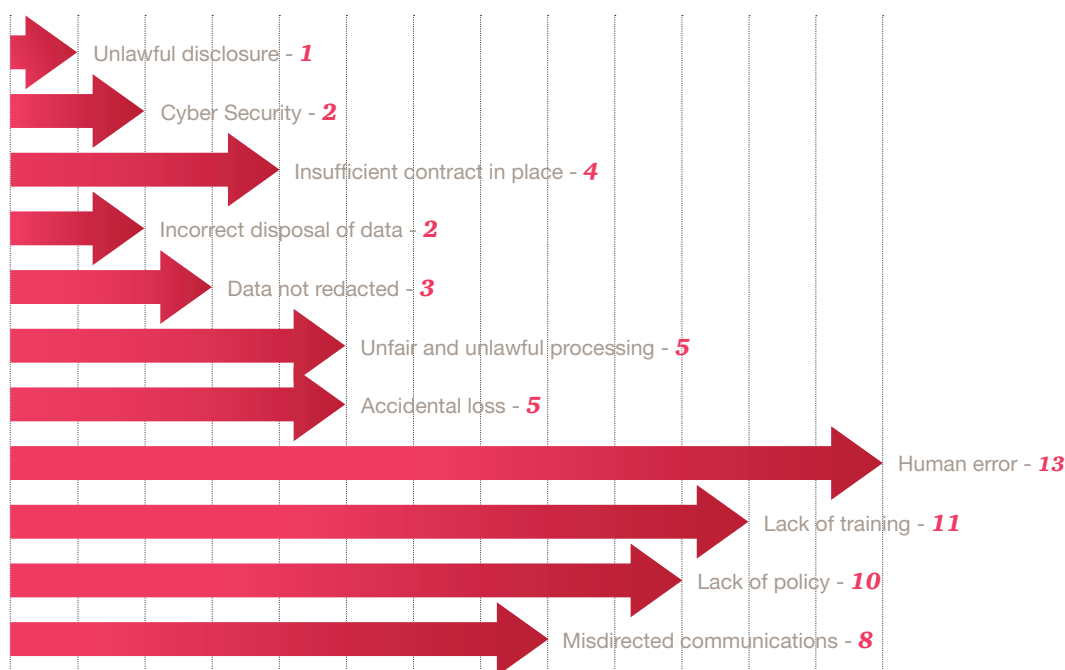 Unlawful disclosure - 1
Cyber Security - 2
Insufficient contract in place - 4
Incorrect disposal of data - 2
Data not redacted - 3
Unfair and unlawful processing - 5
Accidental loss - 5
Human error - 13
Lack of training - 11
Lack of policy - 10
Misdirected communications - 8